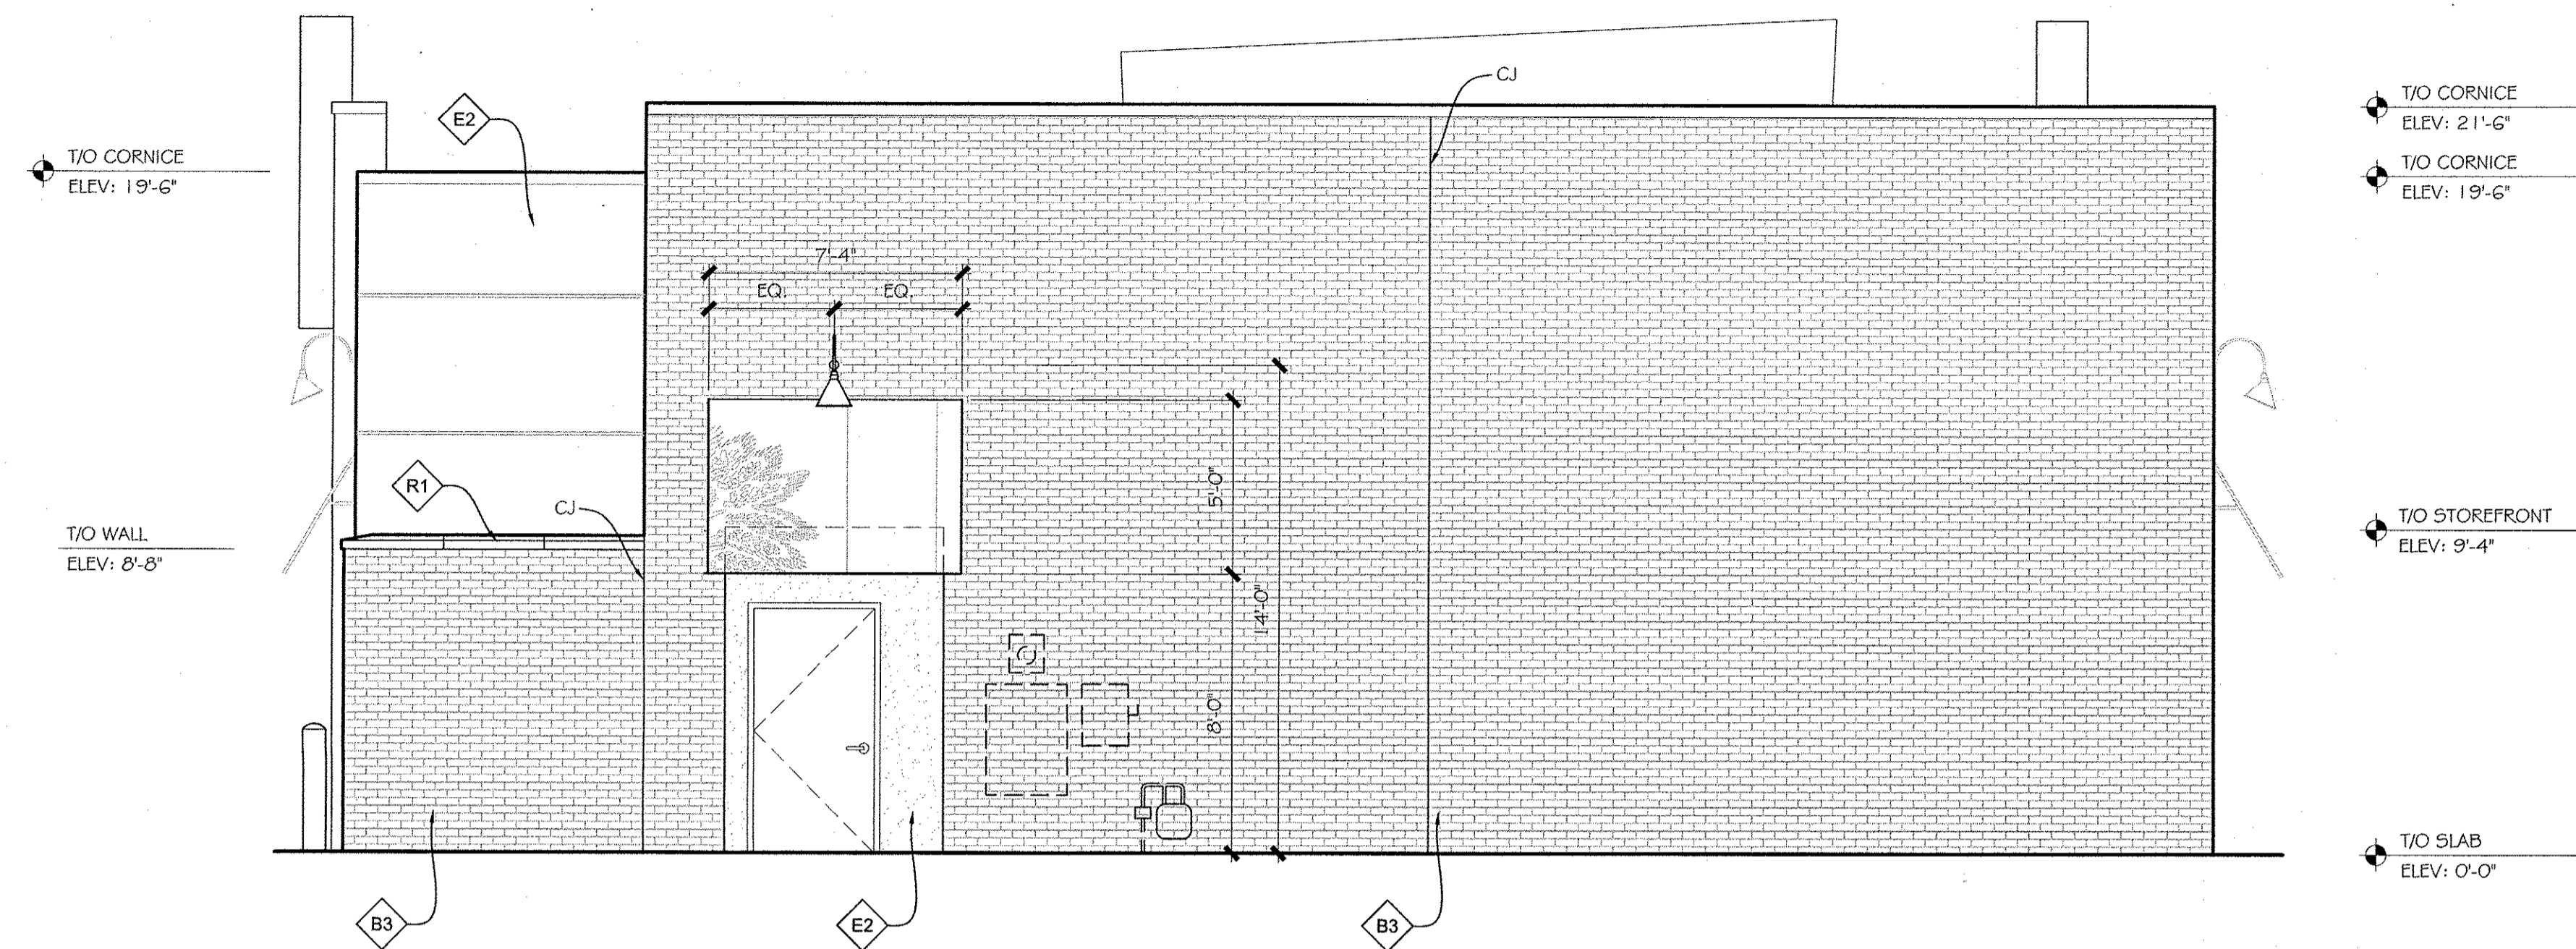 CJ
T/O CORNICE
ELEV: 21'-6"
E2
T/O CORNICE
ELEV: 19'-6"
T/O CORNICE
ELEV: 19'-6"
7'-4"
EQ.
EQ.
R1
CJ
5'-0"
T/O WALL
ELEV: 8'-8"
T/O STOREFRONT
ELEV: 9'-4"
14'-0"
8'-0"
T/O SLAB
ELEV: 0'-0"
B3
E2
B3